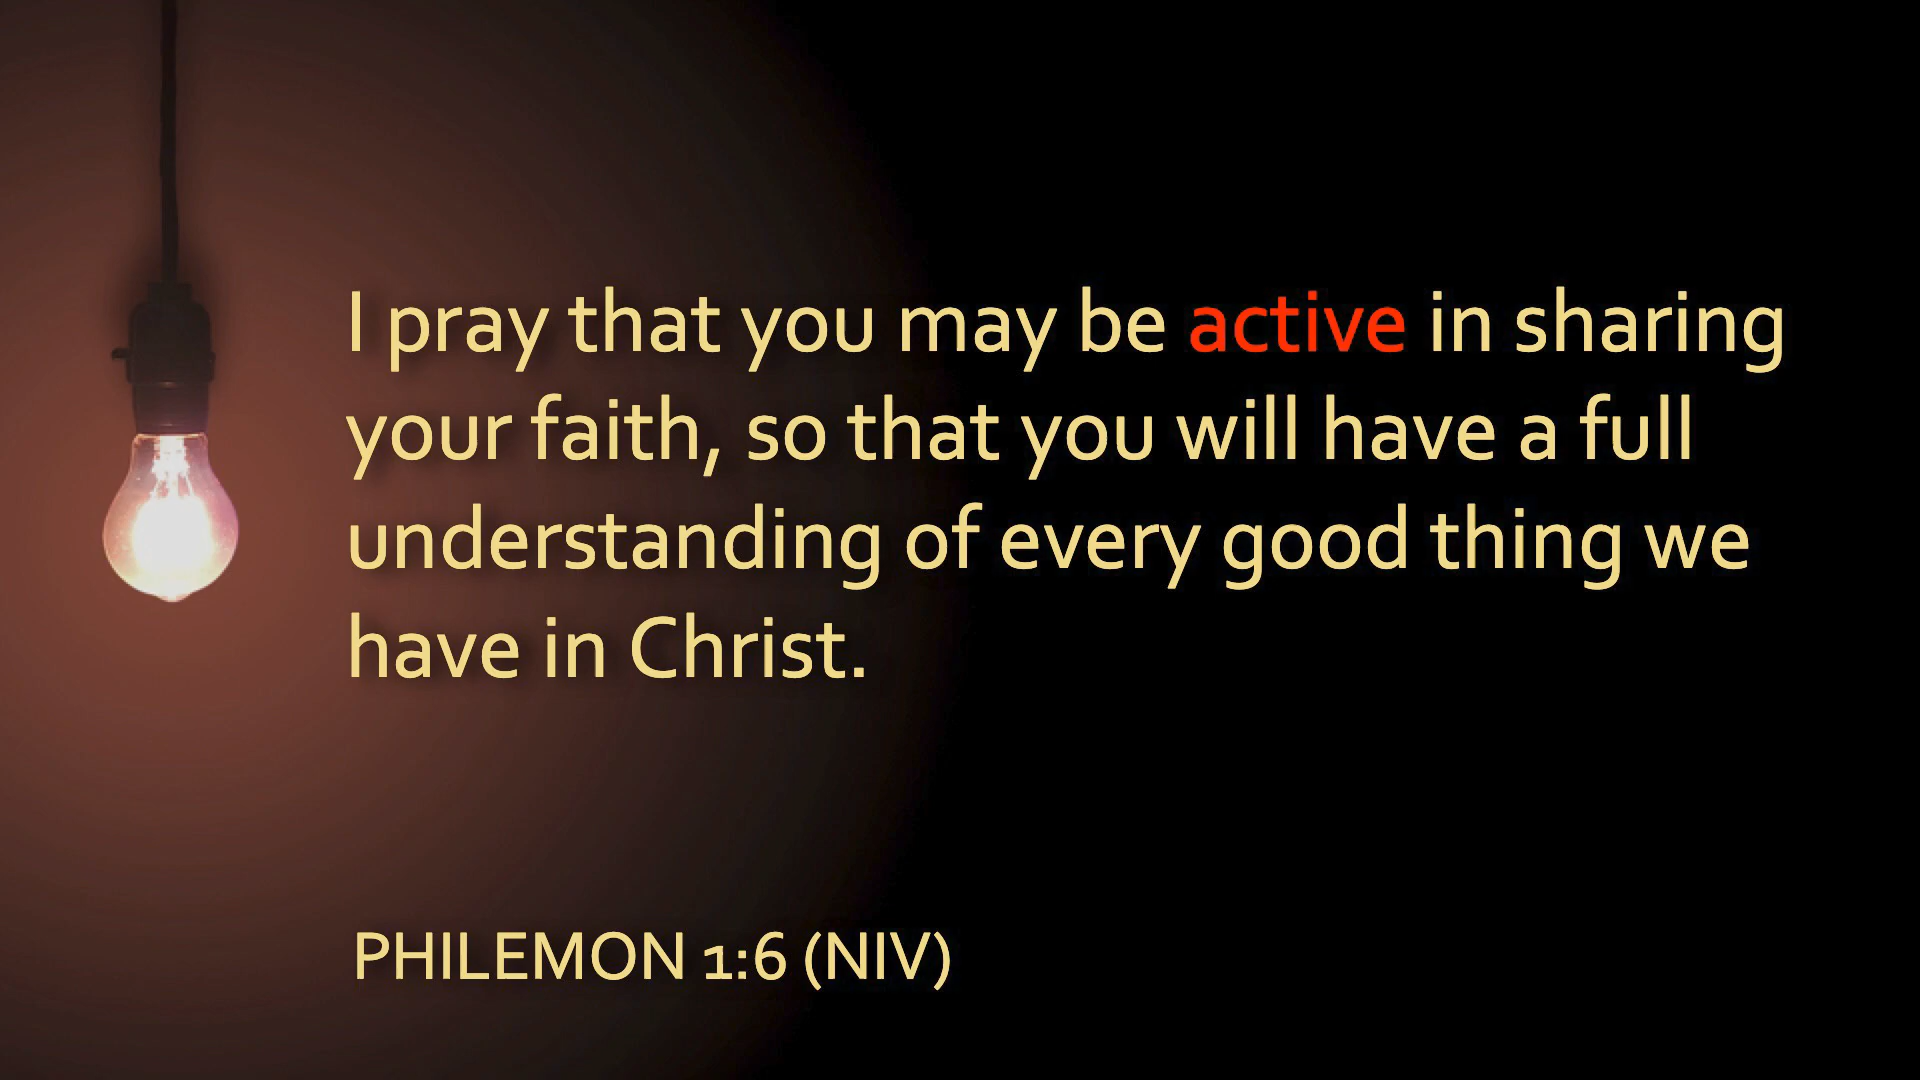 I pray that you may be active in sharing
your faith, so that you will have a full
understanding of every good thing we
have in Christ.
PHILEMON 1:6 (NIV)